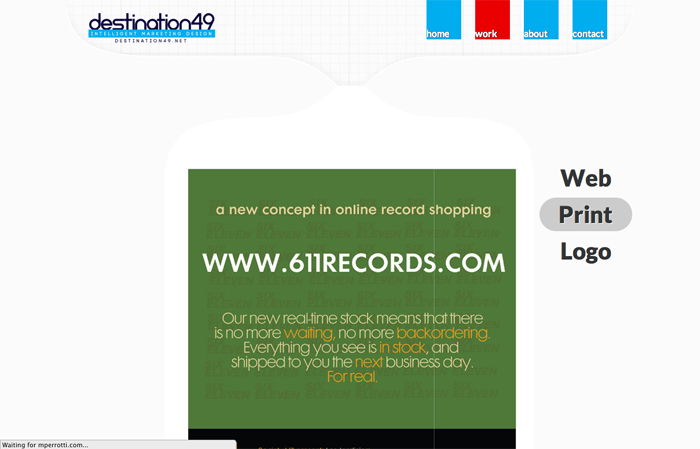 destination49
INTELLIGENT MARKETING DESIGN
DESTINATION49.NET
home
work
about
contact
a new concept in online record shopping
WWW.611RECORDS.COM
Our new real-time stock means that there
is no more waiting, no more backordering.
Everything you see is in stock, and
shipped to you the next business day.
For real.
Web
Print
Logo
Waiting for mperrotti.com...